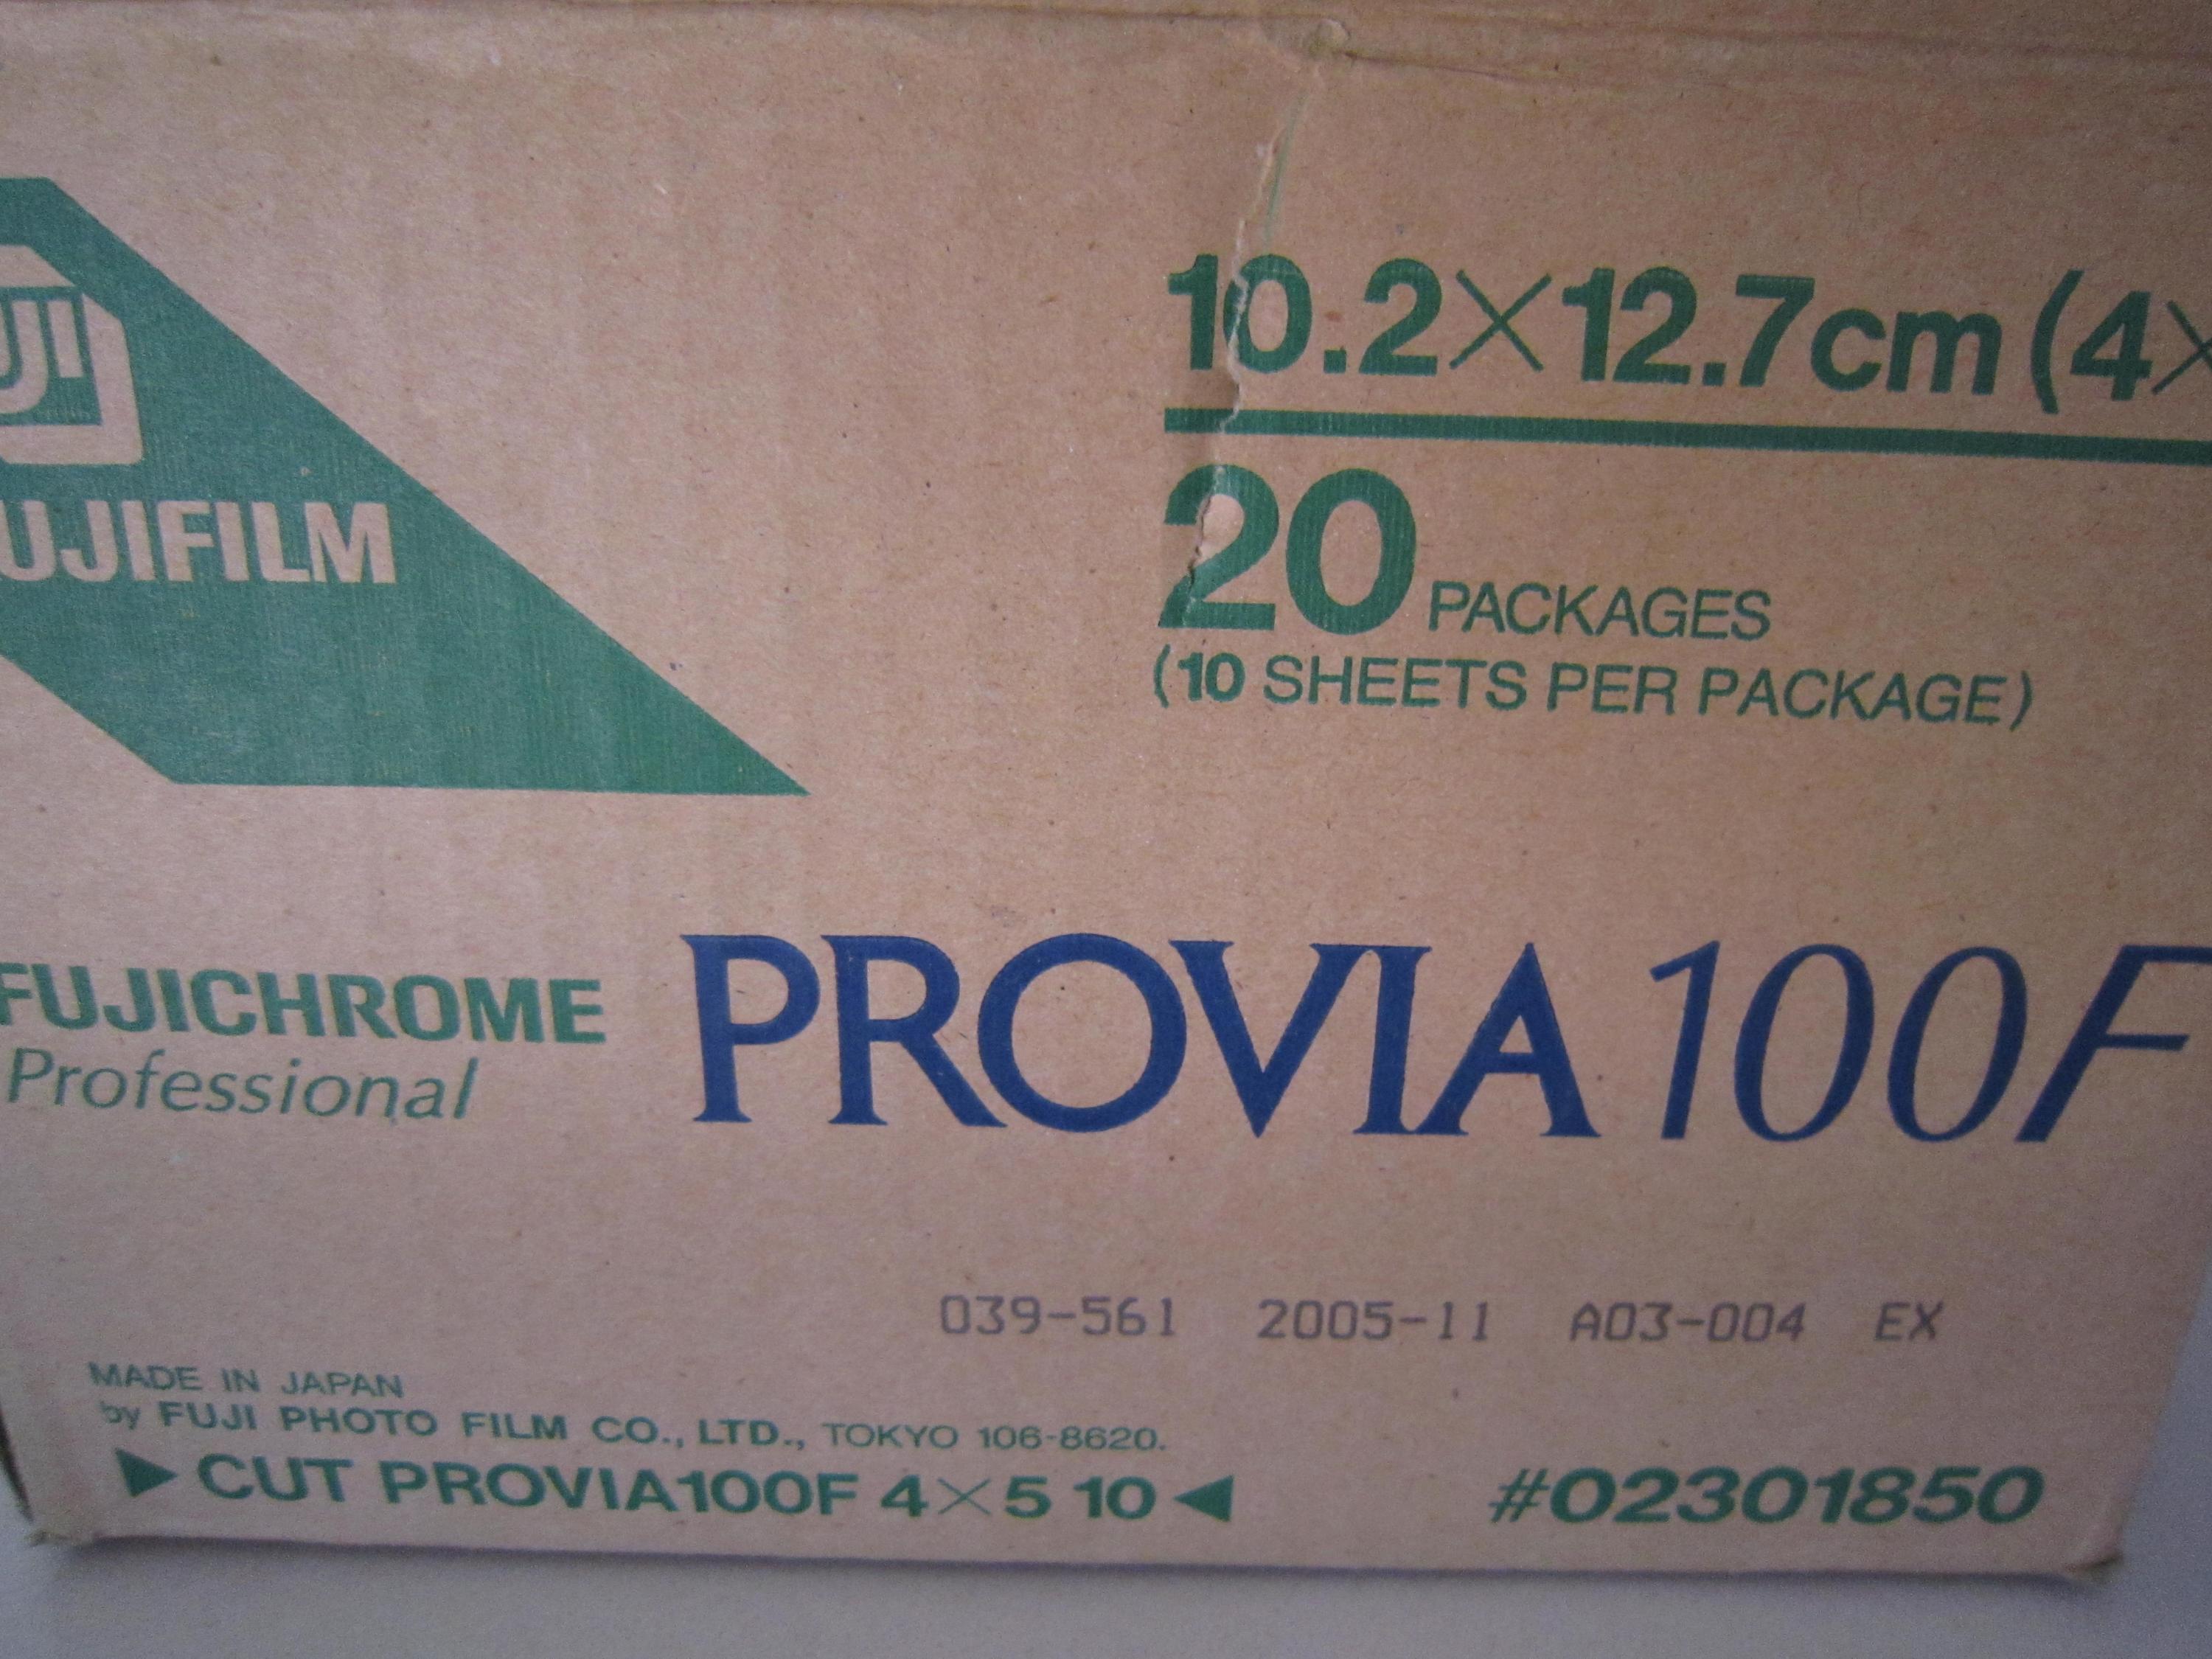 UJI
UJIFILM
10.2×12.7cm (4×
20 PACKAGES
(10 SHEETS PER PACKAGE)
FUJICHROME
Professional
PROVIA 100F
039-561 2005-11 A03-004 EX
MADE IN JAPAN
by FUJI PHOTO FILM CO., LTD., TOKYO 106-8620.
▶ CUT PROVIA100F 4×5 10 ◀
#02301850